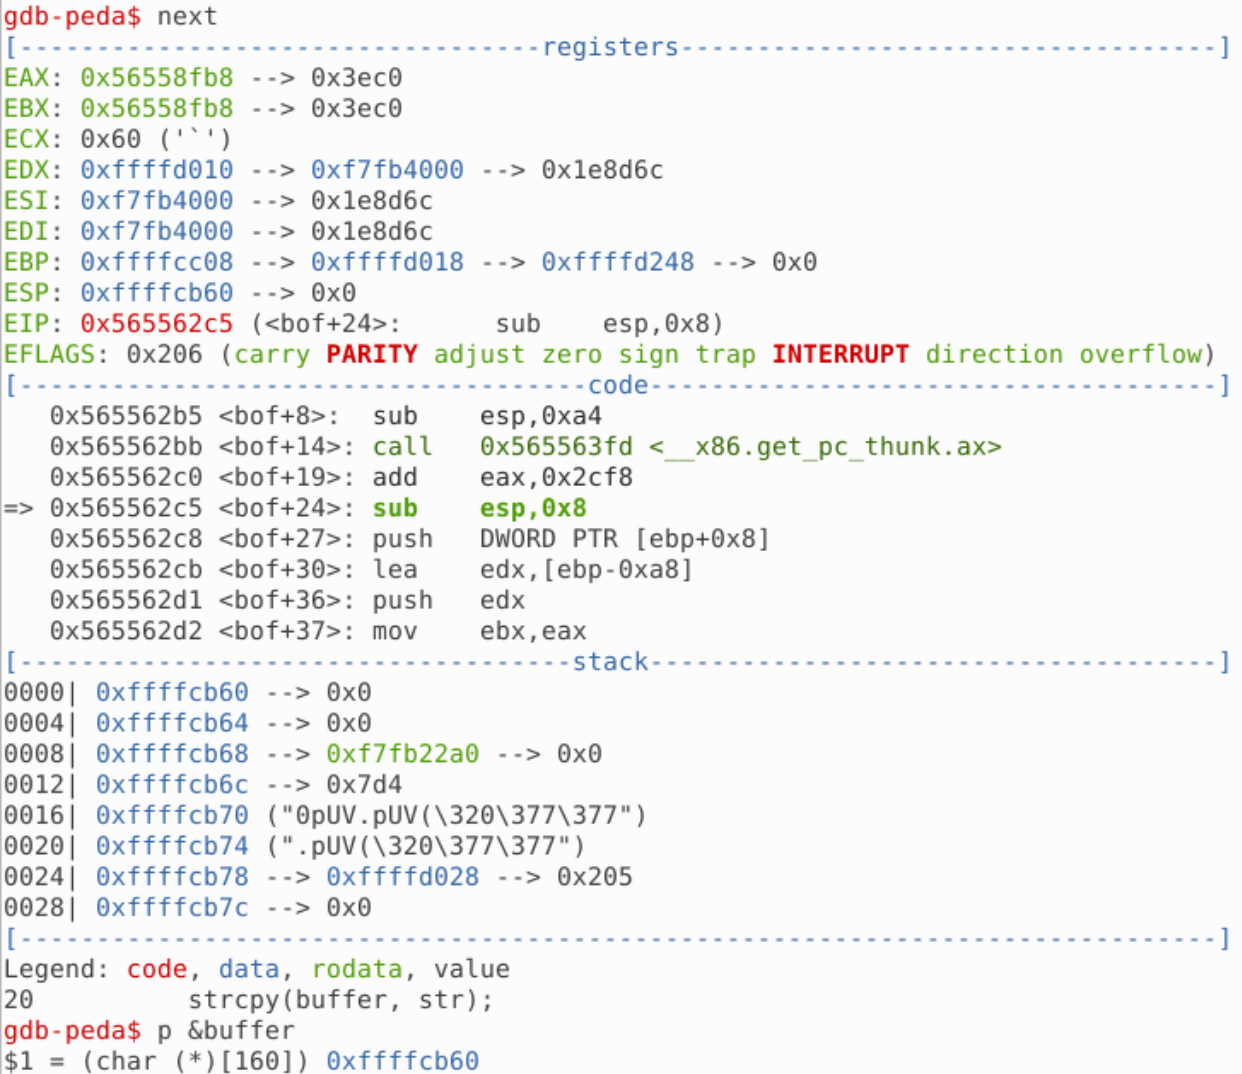 gdb-peda$ next
[----------------------------------registers-----------------------------------]
EAX: 0x56558fb8 --> 0x3ec0
EBX: 0x56558fb8 --> 0x3ec0
ECX: 0x60 ('`')
EDX: 0xffffd010 --> 0xf7fb4000 --> 0x1e8d6c
ESI: 0xf7fb4000 --> 0x1e8d6c
EDI: 0xf7fb4000 --> 0x1e8d6c
EBP: 0xffffcc08 --> 0xffffd018 --> 0xffffd248 --> 0x0
ESP: 0xffffcb60 --> 0x0
EIP: 0x565562c5 (<bof+24>:      sub    esp,0x8)
EFLAGS: 0x206 (carry PARITY adjust zero sign trap INTERRUPT direction overflow)
[-------------------------------------code-------------------------------------]
   0x565562b5 <bof+8>:  sub    esp,0xa4
   0x565562bb <bof+14>: call   0x565563fd <__x86.get_pc_thunk.ax>
   0x565562c0 <bof+19>: add    eax,0x2cf8
=> 0x565562c5 <bof+24>: sub    esp,0x8
   0x565562c8 <bof+27>: push   DWORD PTR [ebp+0x8]
   0x565562cb <bof+30>: lea    edx,[ebp-0xa8]
   0x565562d1 <bof+36>: push   edx
   0x565562d2 <bof+37>: mov    ebx,eax
[------------------------------------stack-------------------------------------]
0000| 0xffffcb60 --> 0x0
0004| 0xffffcb64 --> 0x0
0008| 0xffffcb68 --> 0xf7fb22a0 --> 0x0
0012| 0xffffcb6c --> 0x7d4
0016| 0xffffcb70 ("0pUV.pUV(\320\377\377")
0020| 0xffffcb74 (".pUV(\320\377\377")
0024| 0xffffcb78 --> 0xffffd028 --> 0x205
0028| 0xffffcb7c --> 0x0
[------------------------------------------------------------------------------]
Legend: code, data, rodata, value
20          strcpy(buffer, str);
gdb-peda$ p &buffer
$1 = (char (*)[160]) 0xffffcb60